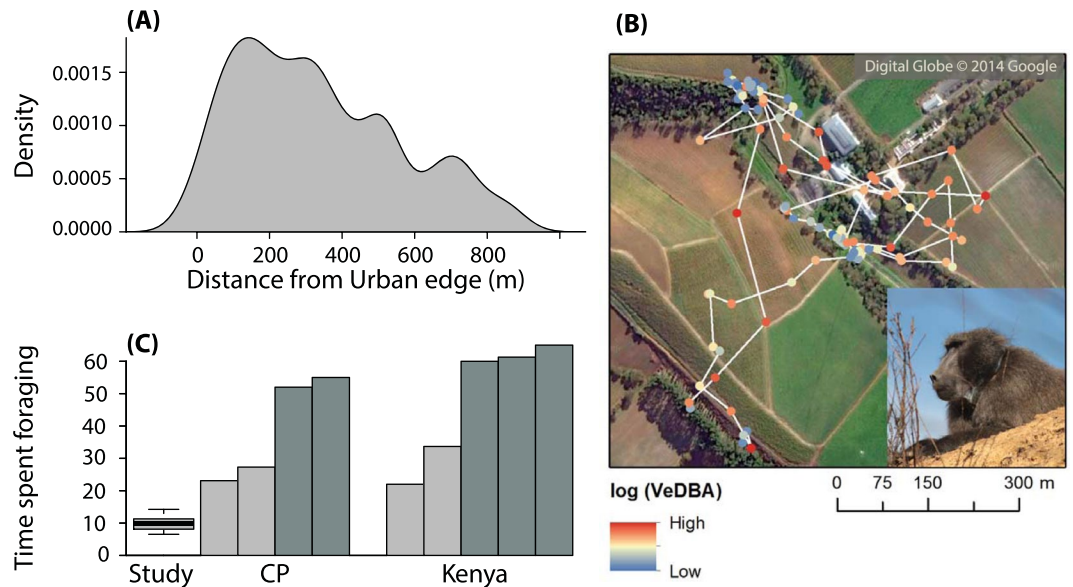 (A)
Density
0.0015
0.0010
0.0005
0.0000
0 200 400 600 800
Distance from Urban edge (m)
(B)
Digital Globe © 2014 Google
log (VeDBA)
High
Low
0 75 150 300 m
(C)
Time spent foraging
60
50
40
30
20
10
0
Study CP Kenya